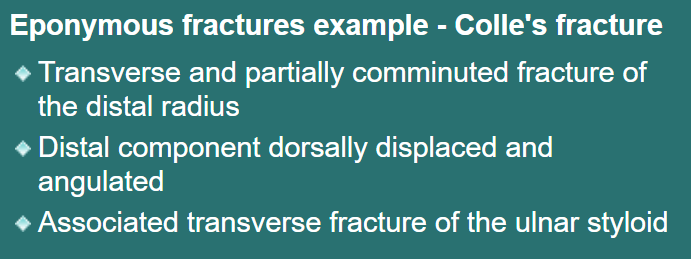 Eponymous fractures example - Colle's fracture
Transverse and partially comminuted fracture of
the distal radius
Distal component dorsally displaced and
angulated
Associated transverse fracture of the ulnar styloid